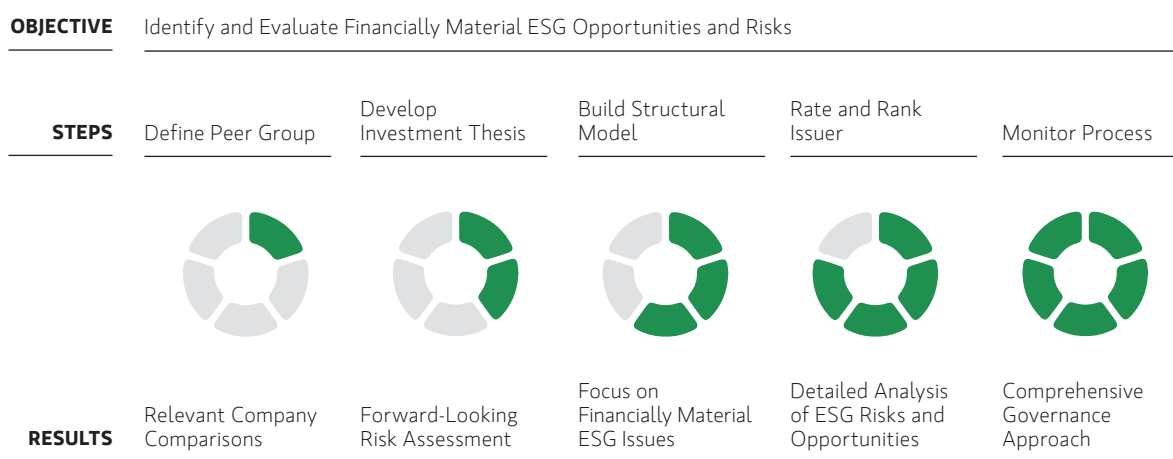 OBJECTIVE Identify and Evaluate Financially Material ESG Opportunities and Risks
STEPS
Define Peer Group
Develop
Investment Thesis
Build Structural
Model
Rate and Rank
Issuer
Monitor Process
RESULTS
Relevant Company
Comparisons
Forward-Looking
Risk Assessment
Focus on
Financially Material
ESG Issues
Detailed Analysis
of ESG Risks and
Opportunities
Comprehensive
Governance
Approach